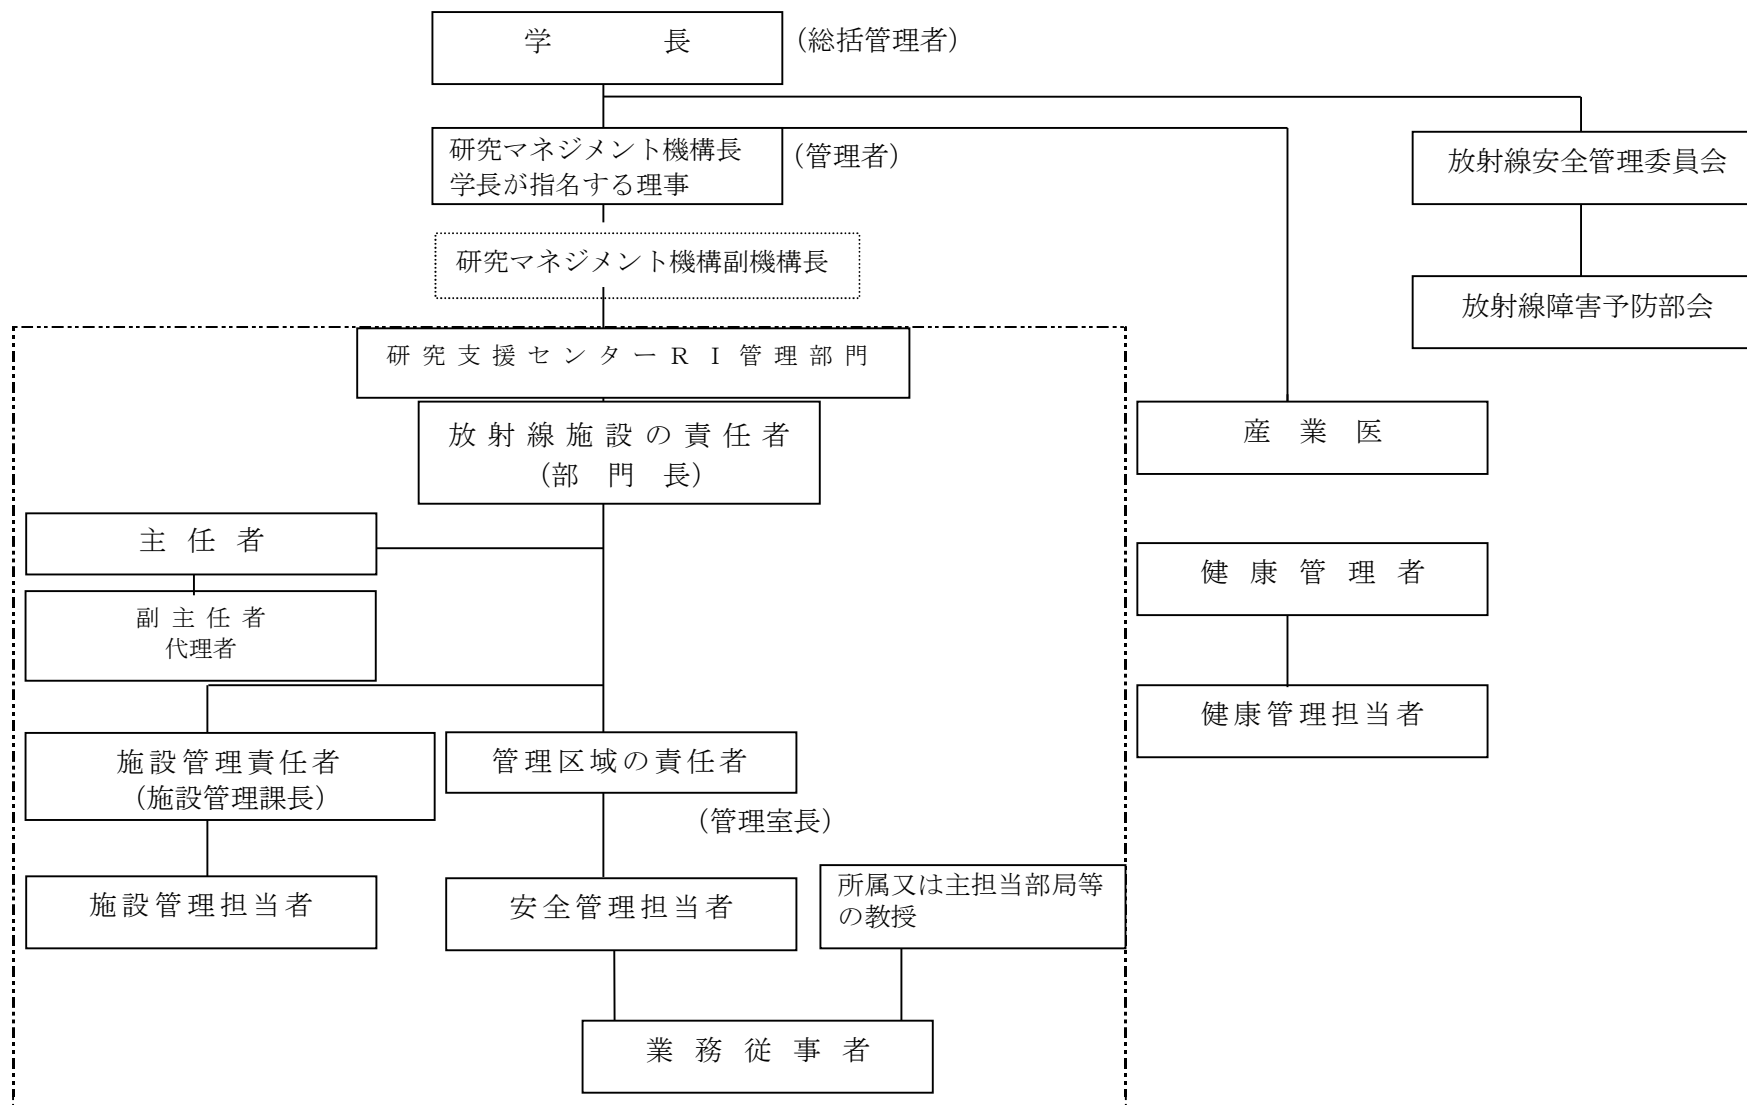 学長
（総括管理者）
研究マネジメント機構長
学長が指名する理事
（管理者）
放射線安全管理委員会
研究マネジメント機構副機構長
放射線障害予防部会
研究支援センターＲＩ管理部門
放射線施設の責任者
（部門長）
産業医
主任者
健康管理者
副主任者
代理者
健康管理担当者
施設管理責任者
（施設管理課長）
管理区域の責任者
（管理室長）
施設管理担当者
安全管理担当者
所属又は主担当部局等
の教授
業務従事者